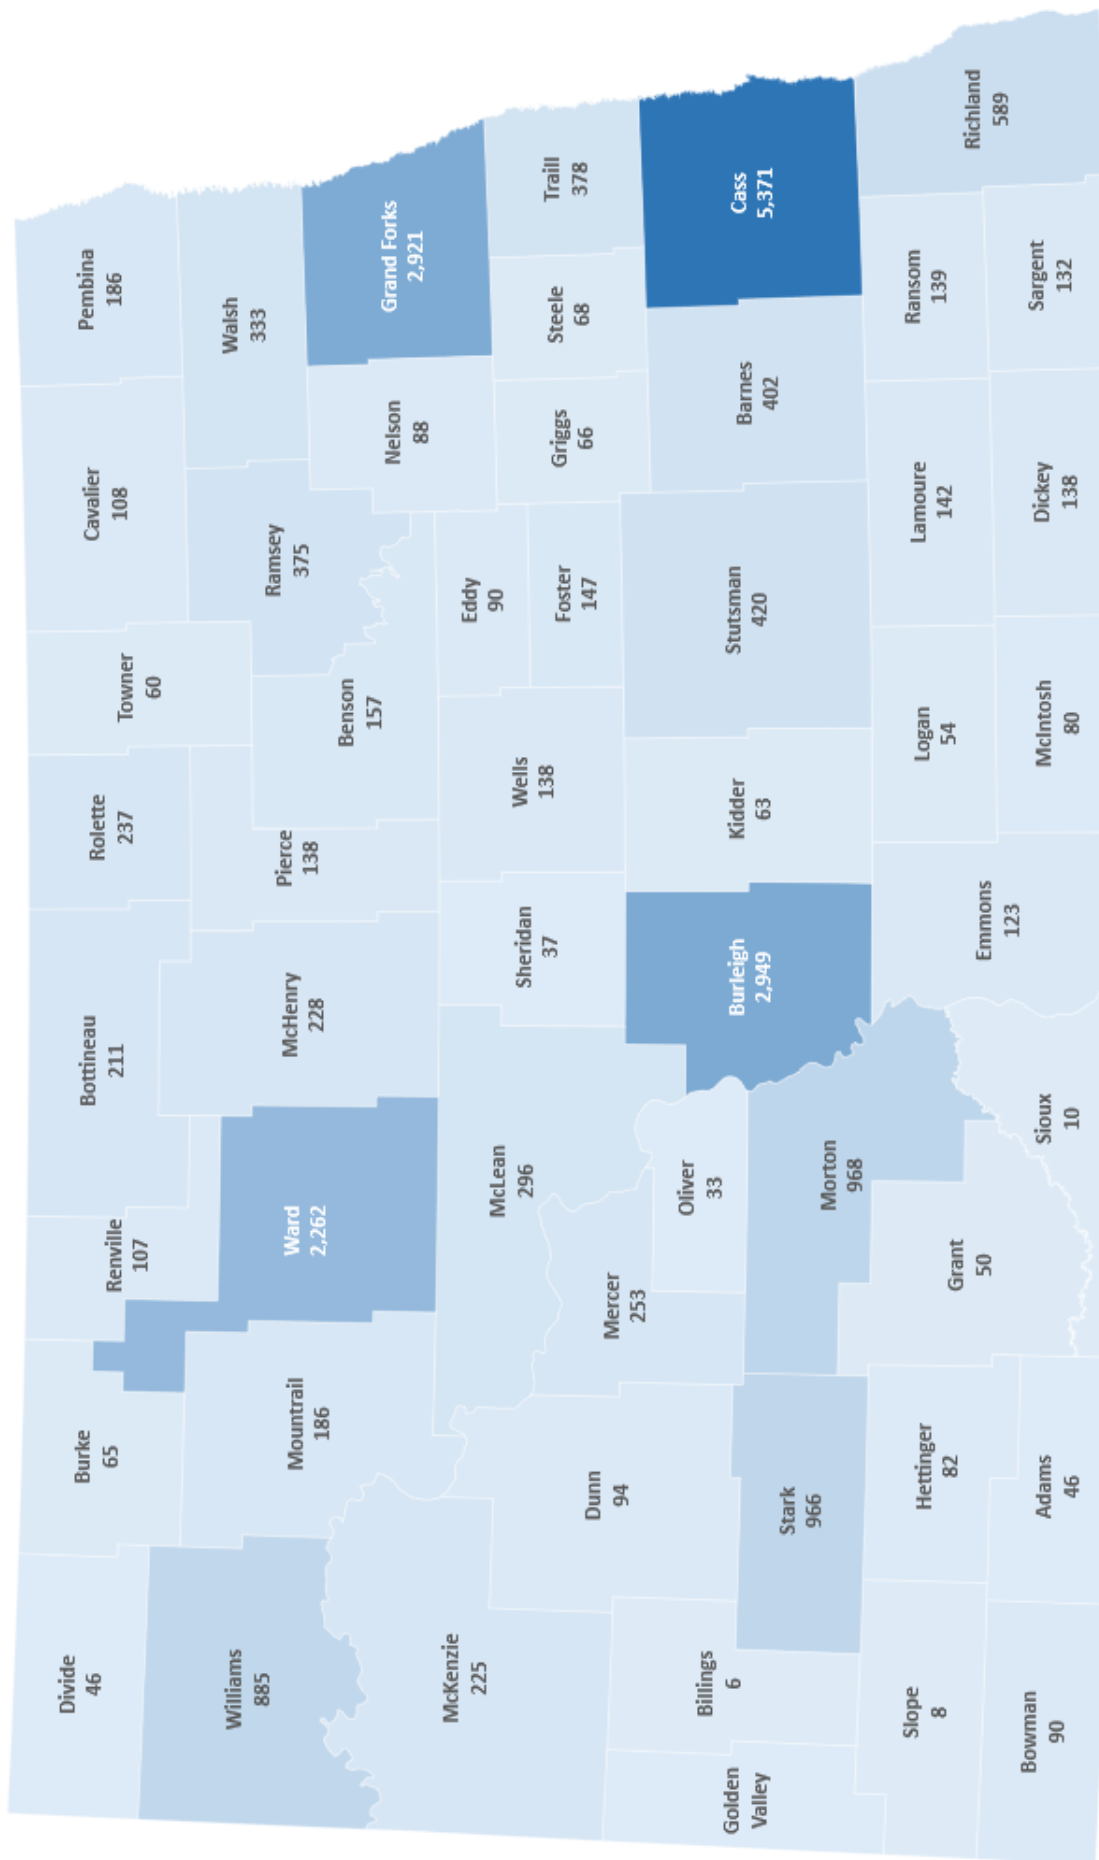 Divide
46
Burke
65
Renville
107
Bottineau
211
Rolette
237
Towner
60
Cavalier
108
Pembina
186
Williams
885
Mountrail
186
Ward
2,262
McHenry
228
Pierce
138
Benson
157
Ramsey
375
Walsh
333
Nelson
88
Grand Forks
2,921
McKenzie
225
Dunn
94
McLean
296
Mercer
253
Oliver
33
Sheridan
37
Wells
138
Eddy
90
Foster
147
Griggs
66
Steele
68
Traill
378
Golden
Valley
Billings
6
Stark
966
Morton
968
Burleigh
2,949
Kidder
63
Stutsman
420
Barnes
402
Cass
5,371
Slope
8
Hettinger
82
Grant
50
Emmons
123
Logan
54
Lamoure
142
Ransom
139
Richland
589
Bowman
90
Adams
46
Sioux
10
McIntosh
80
Dickey
138
Sargent
132